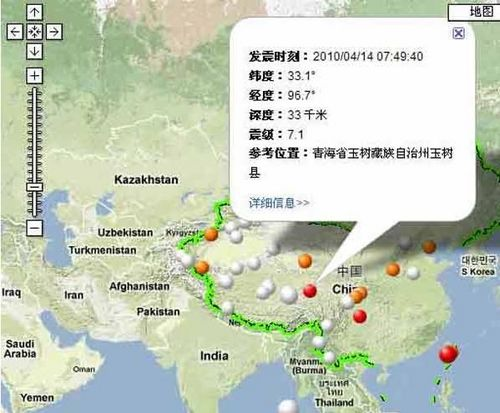 地图
发震时刻：2010/04/14 07:49:40
纬度：33.1°
经度：96.7°
深度：33 千米
震级：7.1
参考位置：青海省玉树藏族自治州玉树
县
详细信息>>
Kazakhstan
Uzbekistan
Kyrgyzstan
Turkmenistan
中国
China
대한민국
S Korea
Iraq
Iran
Afghanistan
Pakistan
Saudi
Arabia
Oman
India
Myanmar
(Burma)
ประเทศ
ไทย
Thailand
Yemen